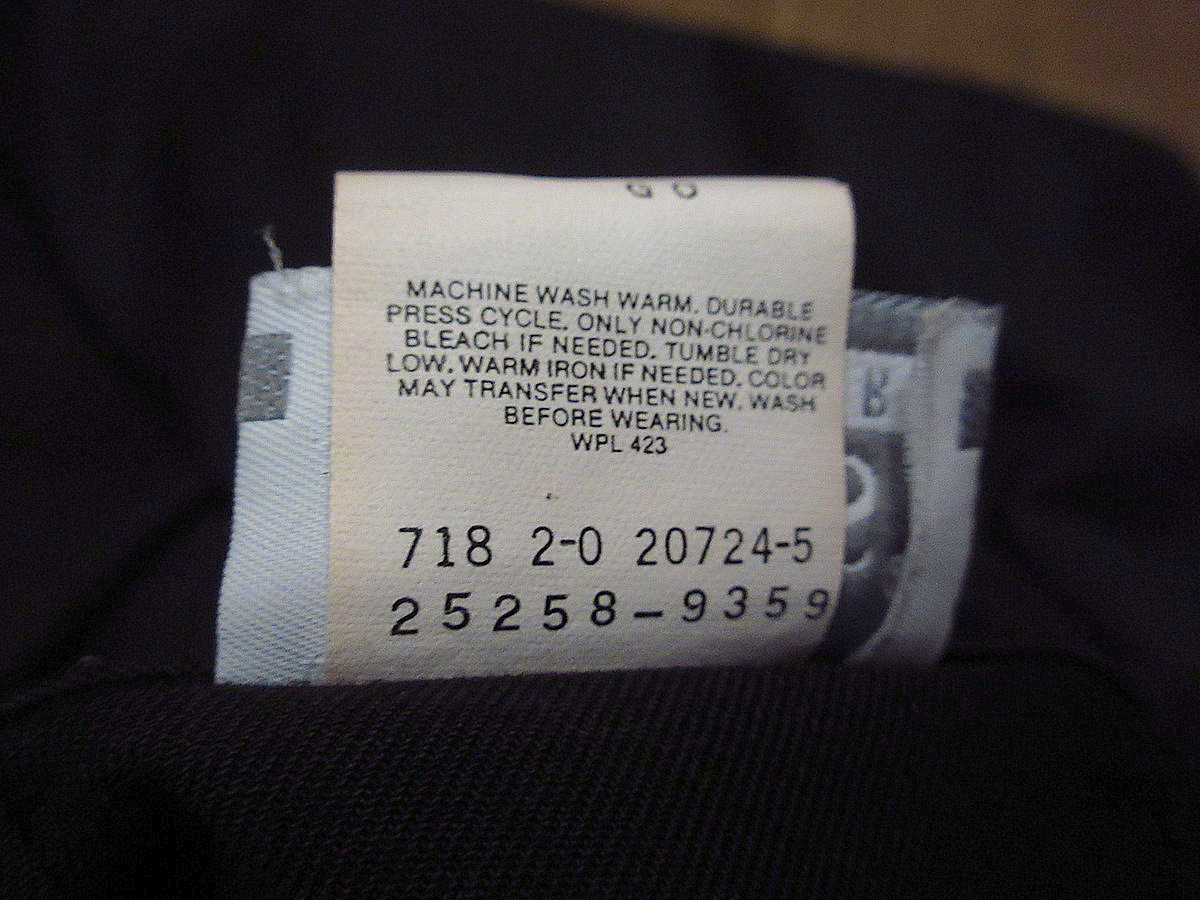 MACHINE WASH WARM. DURABLE
PRESS CYCLE. ONLY NON-CHLORINE
BLEACH IF NEEDED. TUMBLE DRY
LOW. WARM IRON IF NEEDED. COLOR
MAY TRANSFER WHEN NEW. WASH
BEFORE WEARING.
WPL 423
718 2-0 20724-5
25258-9359